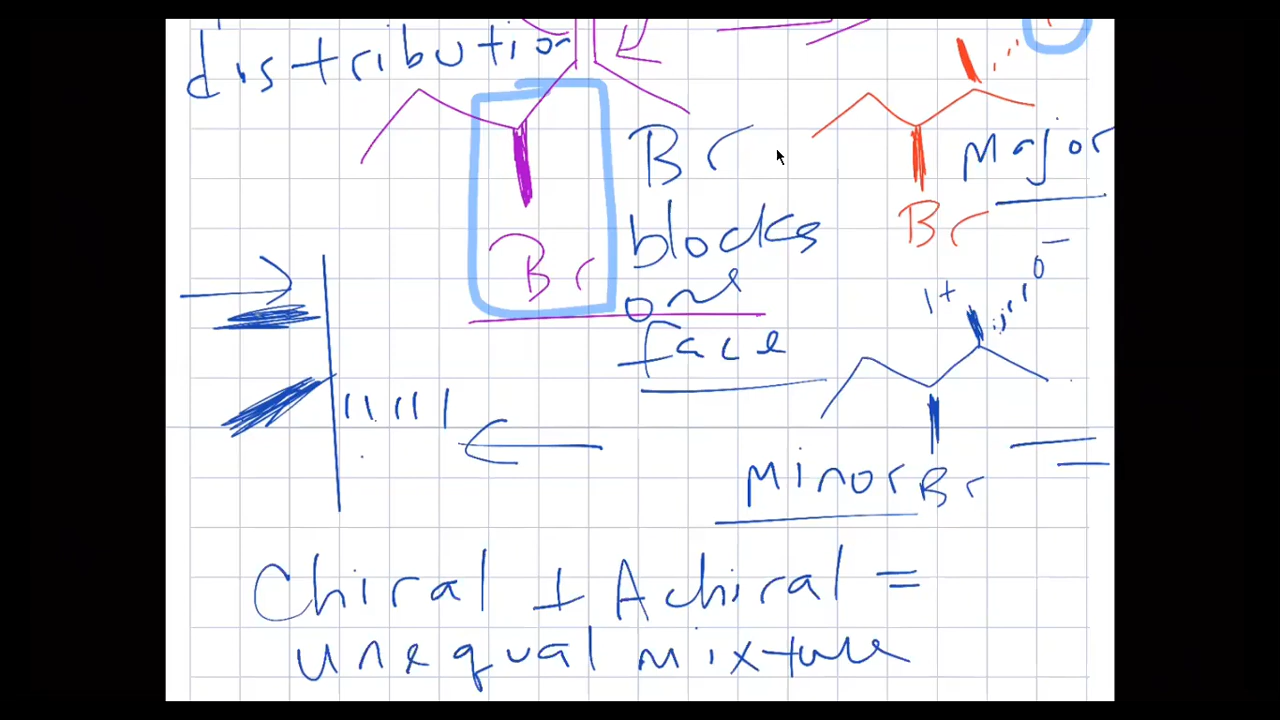 distribution
Br
Major
Br
blocks
Br
one
face
H
O⁻
Minor
Br
Chiral + Achiral =
unequal mixture